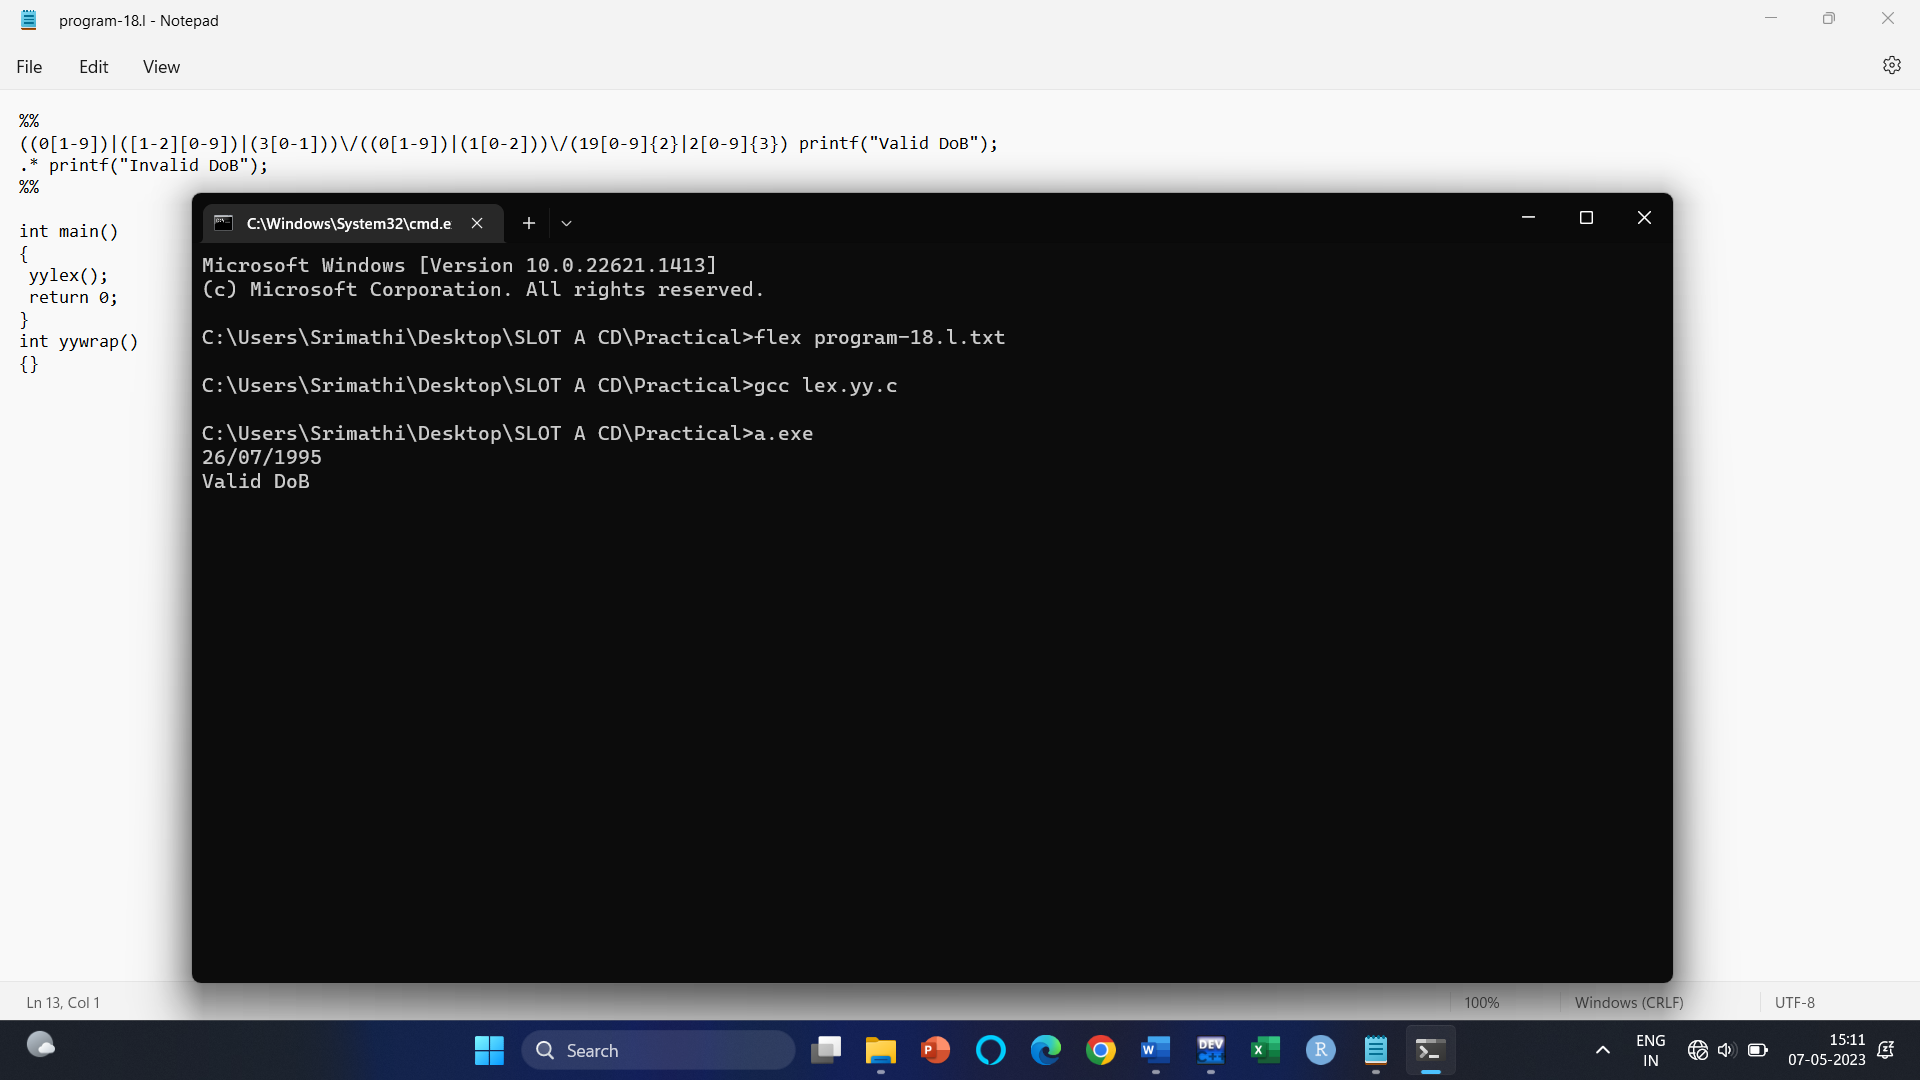 program-18.l - Notepad
File Edit View
%%
((0[1-9])|([1-2][0-9])|(3[0-1]))\/((0[1-9])|(1[0-2]))\/(19[0-9]{2}|2[0-9]{3}) printf("Valid DoB");
.* printf("Invalid DoB");
%%
int main()
{
 yylex();
 return 0;
}
int yywrap()
{}
C:\Windows\System32\cmd.e
Microsoft Windows [Version 10.0.22621.1413]
(c) Microsoft Corporation. All rights reserved.
C:\Users\Srimathi\Desktop\SLOT A CD\Practical>flex program-18.l.txt
C:\Users\Srimathi\Desktop\SLOT A CD\Practical>gcc lex.yy.c
C:\Users\Srimathi\Desktop\SLOT A CD\Practical>a.exe
26/07/1995
Valid DoB
Ln 13, Col 1 100% Windows (CRLF) UTF-8
Search
P
W
DEV
C++
X
R
ENG
IN
15:11
07-05-2023